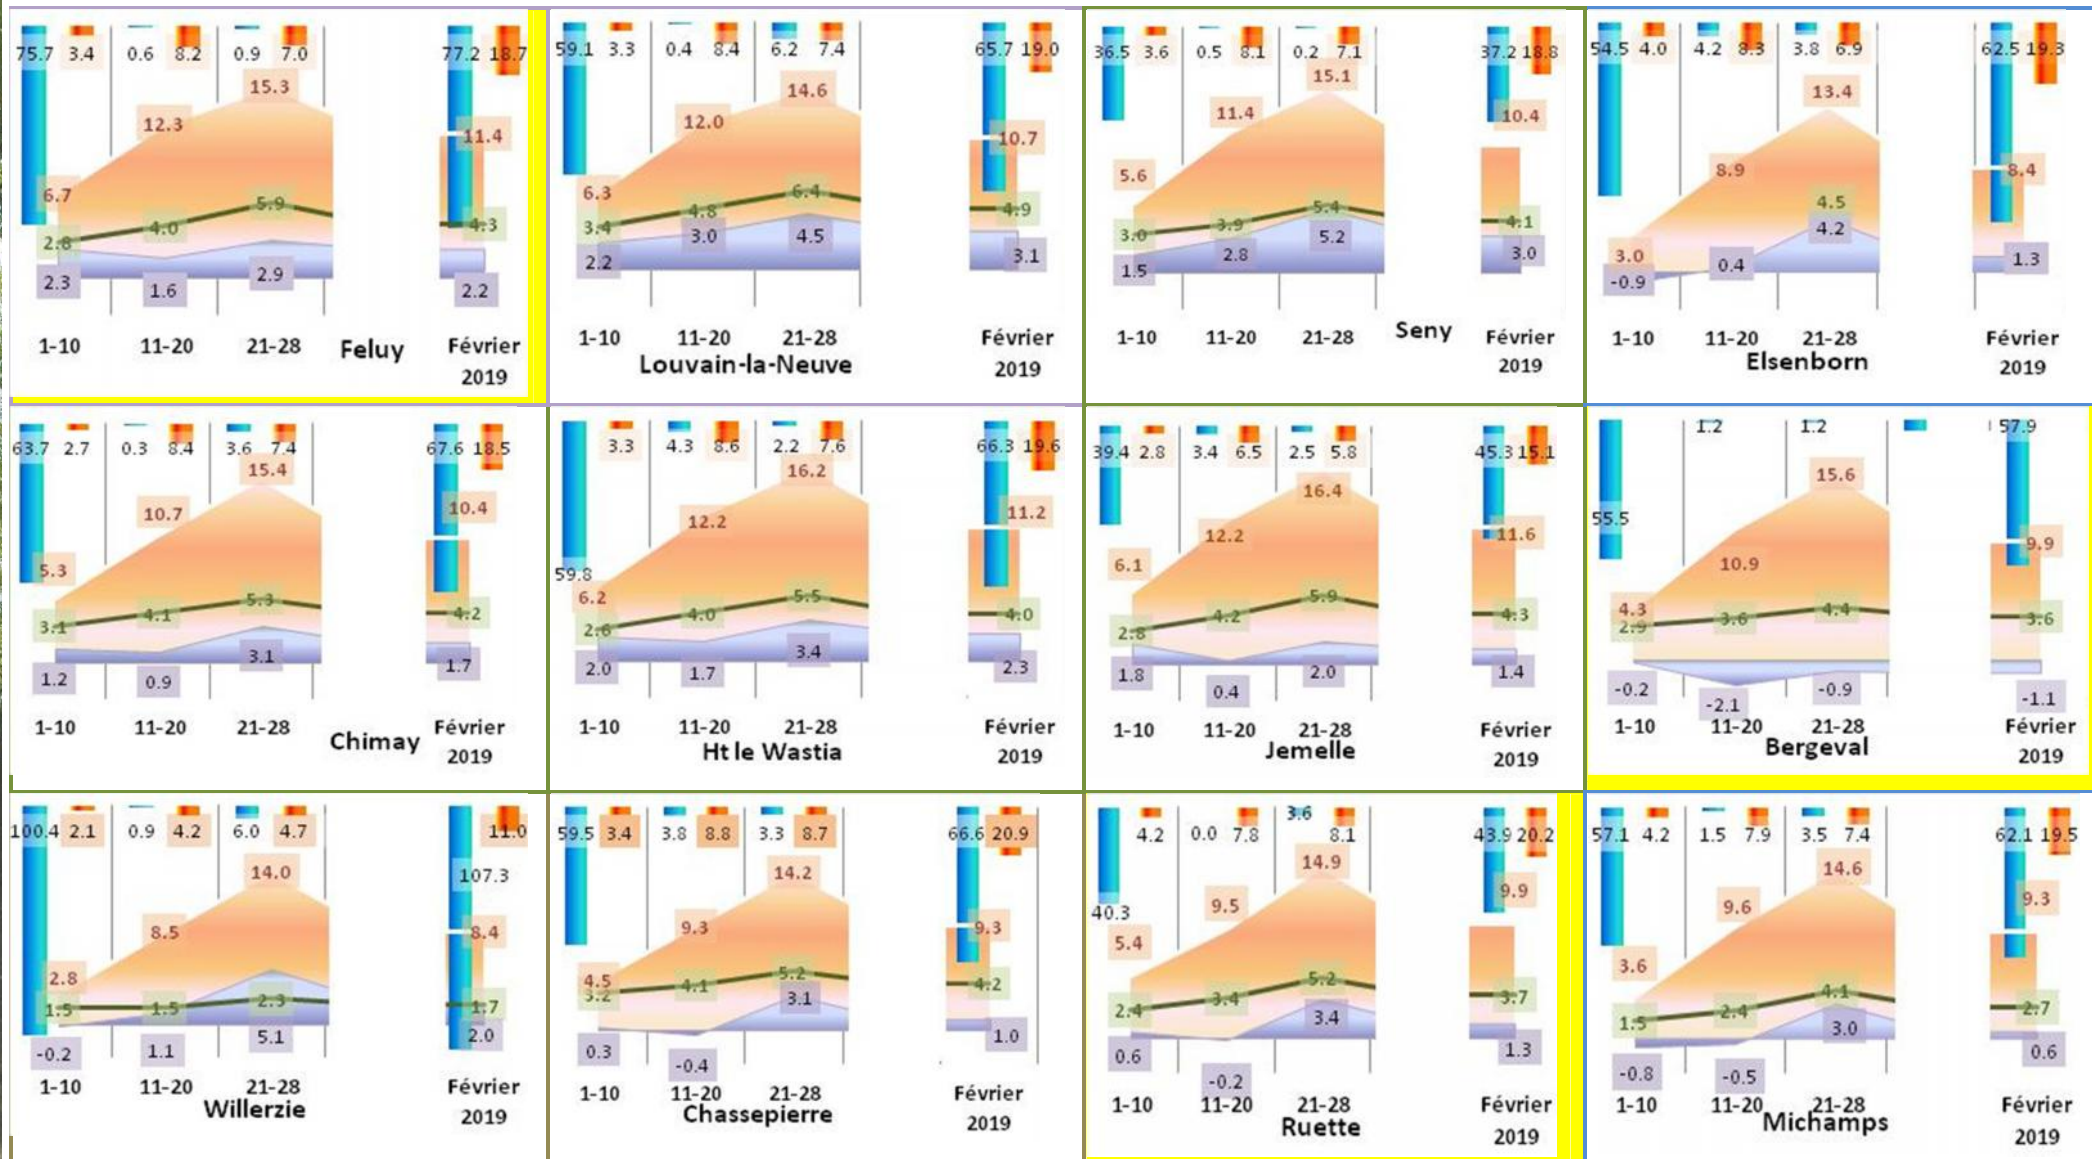 75.7 3.4 0.6 8.2 0.9 7.0 77.2 18.7
15.3
12.3
11.4
6.7
5.9
4.0
4.3
2.8
2.3 1.6 2.9 2.2
1-10 11-20 21-28 Février
Feluy
2019
59.1 3.3 0.4 8.4 6.2 7.4 65.7 19.0
14.6
12.0
10.7
6.3
6.4
4.8
4.9
3.4
2.2 3.0 4.5 3.1
1-10 11-20 21-28 Février
Louvain-la-Neuve
2019
36.5 3.6 0.5 8.1 0.2 7.1 37.2 18.8
15.1
11.4
10.4
5.6
5.4
3.9
4.1
3.0
1.5 2.8 5.2 3.0
1-10 11-20 21-28 Février
Seny
2019
54.5 4.0 4.2 8.3 3.8 6.9 62.5 19.3
13.4
8.9
8.4
4.5
4.2
3.0
-0.9 0.4 1.3
1-10 11-20 21-28 Février
Elsenborn
2019
63.7 2.7 0.3 8.4 3.6 7.4 67.6 18.5
15.4
10.7
10.4
5.3
5.3
4.1
4.2
3.1
1.2 0.9 3.1 1.7
1-10 11-20 21-28 Février
Chimay
2019
3.3 4.3 8.6 2.2 7.6 66.3 19.6
16.2
12.2
11.2
59.8
6.2
5.5
4.0
4.0
2.6
2.0 1.7 3.4 2.3
1-10 11-20 21-28 Février
Ht le Wastia
2019
39.4 2.8 3.4 6.5 2.5 5.8 45.3 15.1
16.4
12.2
11.6
6.1
5.9
4.2
4.3
2.8
1.8 0.4 2.0 1.4
1-10 11-20 21-28 Février
Jemelle
2019
1.2 1.2 57.9
15.6
55.5
10.9
9.9
4.3
4.4
3.6
3.6
2.9
-0.2 -2.1 -0.9 -1.1
1-10 11-20 21-28 Février
Bergeval
2019
100.4 2.1 0.9 4.2 6.0 4.7 11.0
14.0
107.3
8.5
8.4
2.8
2.3
1.5
1.5
1.7
-0.2 1.1 5.1 2.0
1-10 11-20 21-28 Février
Willerzie
2019
59.5 3.4 3.8 8.8 3.3 8.7 66.6 20.9
14.2
9.3
9.3
4.5
5.2
4.1
4.2
3.2
0.3 -0.4 3.1 1.0
1-10 11-20 21-28 Février
Chassepierre
2019
3.6
4.2 0.0 7.8 8.1 43.9 20.2
14.9
9.9
9.5
40.3
5.4
5.2
3.4
3.7
2.4
0.6 -0.2 3.4 1.3
1-10 11-20 21-28 Février
Ruette
2019
57.1 4.2 1.5 7.9 3.5 7.4 62.1 19.5
14.6
9.6
9.3
3.6
4.1
2.4
2.7
1.5
-0.8 -0.5 3.0 0.6
1-10 11-20 21-28 Février
Michamps
2019